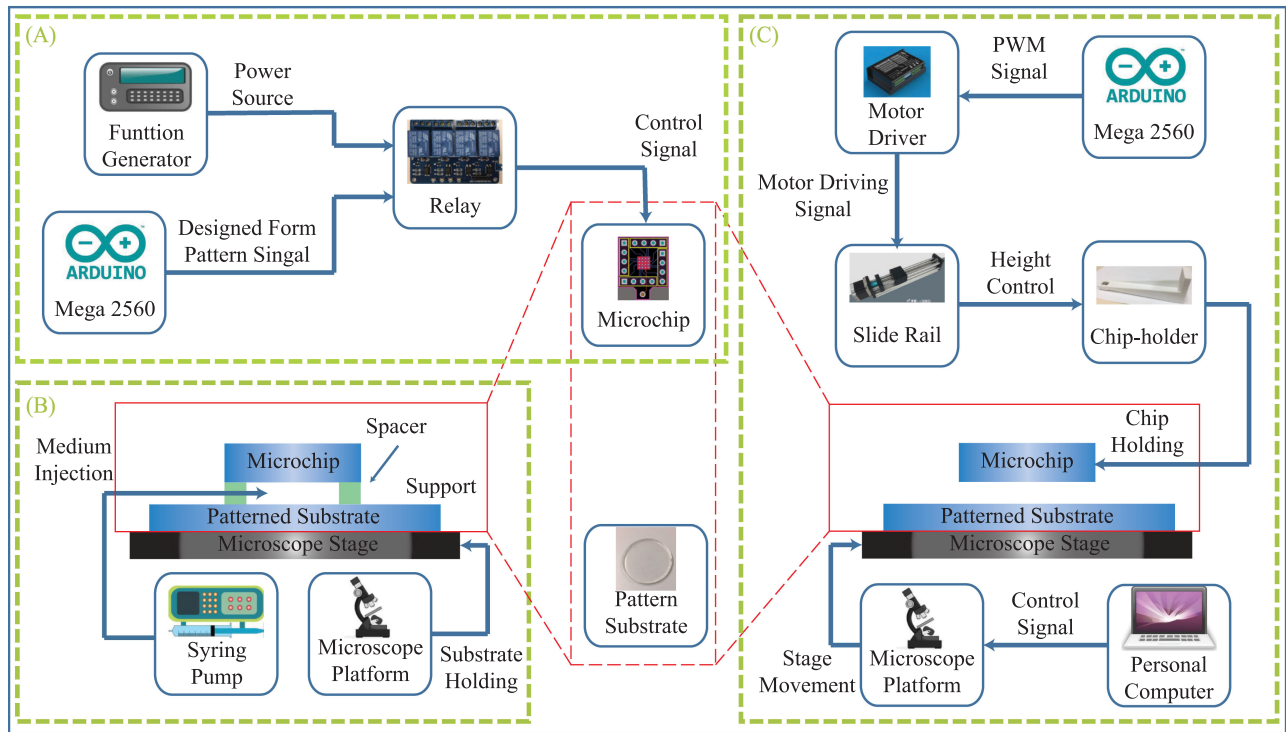 (A)
Power
Source
Funttion
Generator
Relay
Control
Signal
ARDUINO
Mega 2560
Designed Form
Pattern Singal
Microchip
(B)
Medium
Injection
Spacer
Microchip
Support
Patterned Substrate
Microscope Stage
Syring
Pump
Microscope
Platform
Substrate
Holding
Pattern
Substrate
(C)
Motor
Driver
PWM
Signal
ARDUINO
Mega 2560
Motor Driving
Signal
Slide Rail
Height
Control
Chip-holder
Chip
Holding
Microchip
Patterned Substrate
Microscope Stage
Stage
Movement
Microscope
Platform
Control
Signal
Personal
Computer